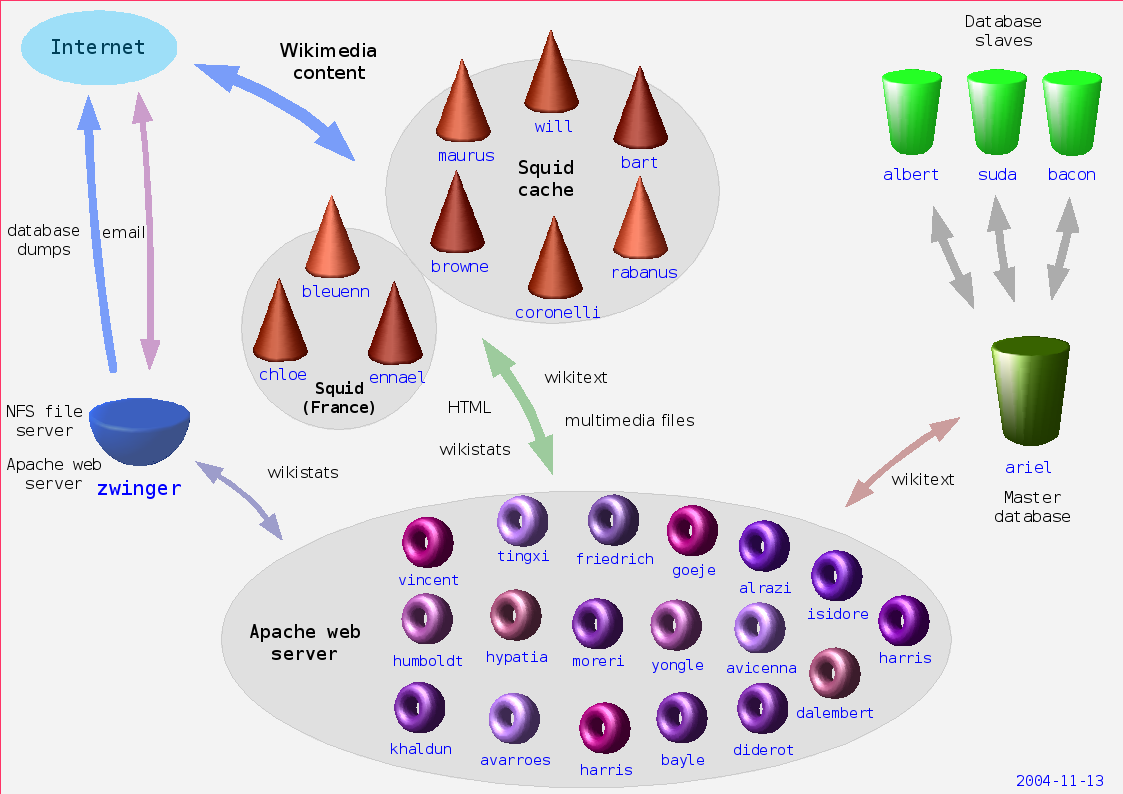 Internet
Wikimedia
content
Database
slaves
will
maurus
bart
Squid
cache
albert
suda
bacon
database
dumps
email
browne
rabanus
bleuenn
coronelli
chloe
ennael
Squid
(France)
wikitext
HTML
multimedia files
wikistats
NFS file
server
Apache web
server
zwinger
wikistats
ariel
wikitext
Master
database
tingxi
friedrich
vincent
goeje
alrazi
isidore
Apache web
server
humboldt
hypatia
moreri
yongle
avicenna
harris
dalembert
khaldun
avarroes
harris
bayle
diderot
2004-11-13